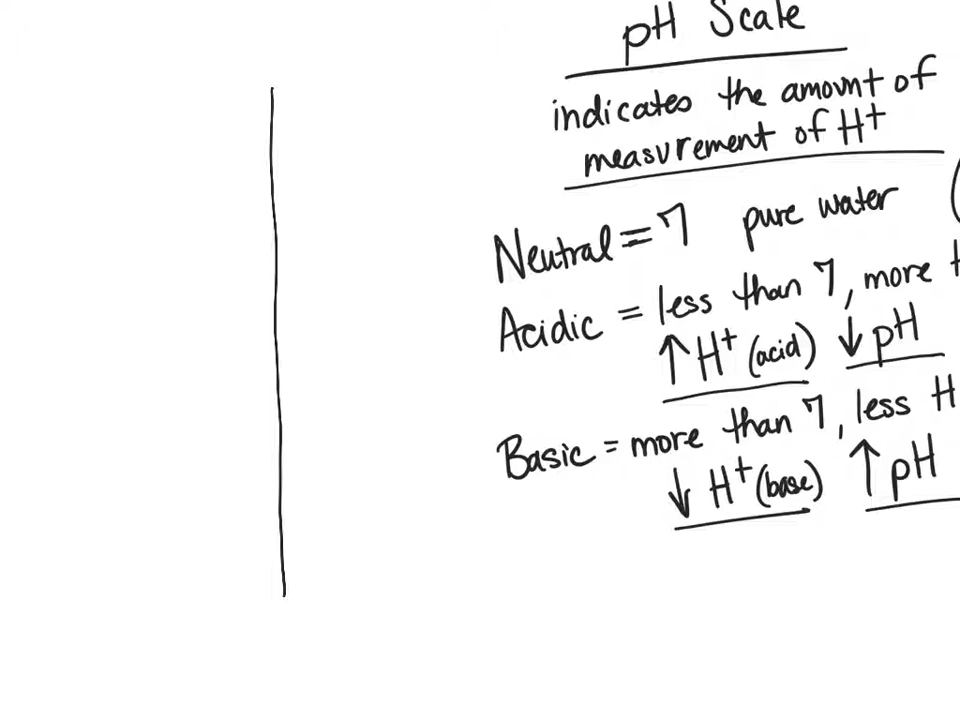 pH Scale
indicates the amount of
measurement of H+
Neutral = 7 pure water (
Acidic = less than 7, more
↑ H+ (acid) ↓ pH
Basic = more than 7, less H
↓ H+ (base) ↑ pH